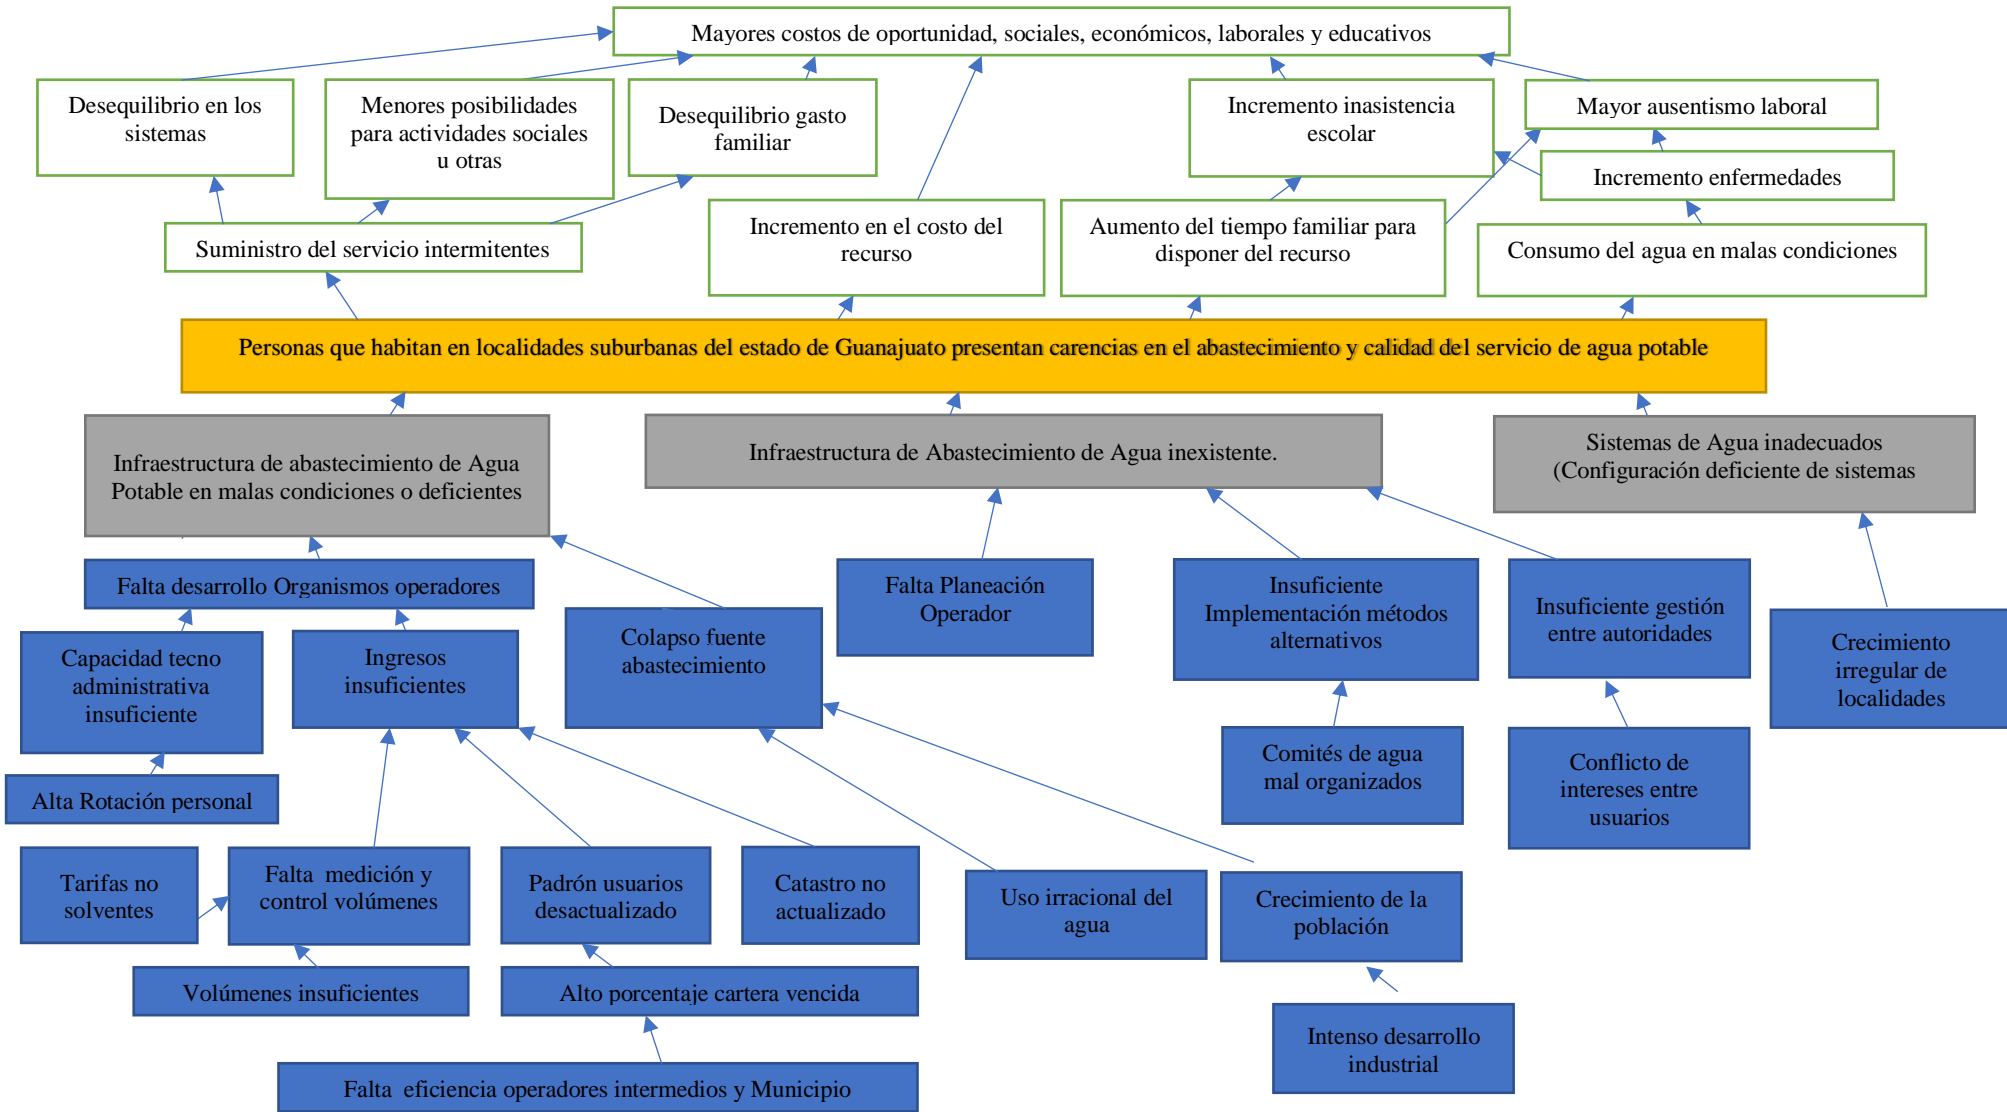 Mayores costos de oportunidad, sociales, económicos, laborales y educativos
Desequilibrio en los
sistemas
Menores posibilidades
para actividades sociales
u otras
Desequilibrio gasto
familiar
Incremento inasistencia
escolar
Mayor ausentismo laboral
Incremento enfermedades
Suministro del servicio intermitentes
Incremento en el costo del
recurso
Aumento del tiempo familiar para
disponer del recurso
Consumo del agua en malas condiciones
Personas que habitan en localidades suburbanas del estado de Guanajuato presentan carencias en el abastecimiento y calidad del servicio de agua potable
Infraestructura de abastecimiento de Agua
Potable en malas condiciones o deficientes
Infraestructura de Abastecimiento de Agua inexistente.
Sistemas de Agua inadecuados
(Configuración deficiente de sistemas
Falta desarrollo Organismos operadores
Falta Planeación
Operador
Insuficiente
Implementación métodos
alternativos
Insuficiente gestión
entre autoridades
Capacidad tecno
administrativa
insuficiente
Ingresos
insuficientes
Colapso fuente
abastecimiento
Crecimiento
irregular de
localidades
Alta Rotación personal
Comités de agua
mal organizados
Conflicto de
intereses entre
usuarios
Tarifas no
solventes
Falta  medición y
control volúmenes
Padrón usuarios
desactualizado
Catastro no
actualizado
Uso irracional del
agua
Crecimiento de la
población
Volúmenes insuficientes
Alto porcentaje cartera vencida
Intenso desarrollo
industrial
Falta  eficiencia operadores intermedios y Municipio